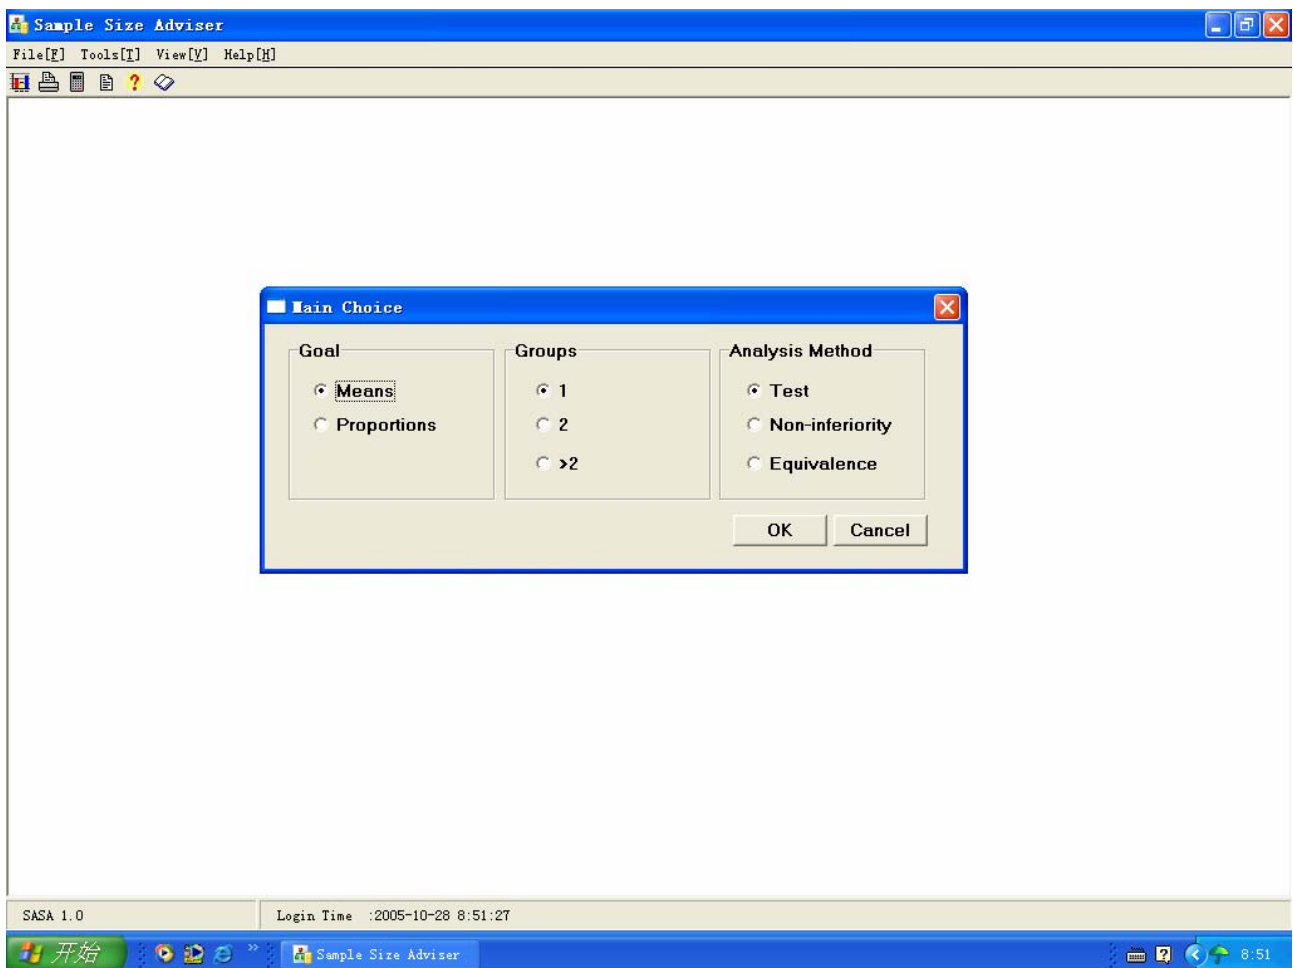 Sample Size Adviser
File[F] Tools[T] View[V] Help[H]
Main Choice
Goal Groups Analysis Method
Means 1 Test
Proportions 2 Non-inferiority
>2 Equivalence
OK Cancel
SASA 1.0 Login Time :2005-10-28 8:51:27
开始 Sample Size Adviser 8:51